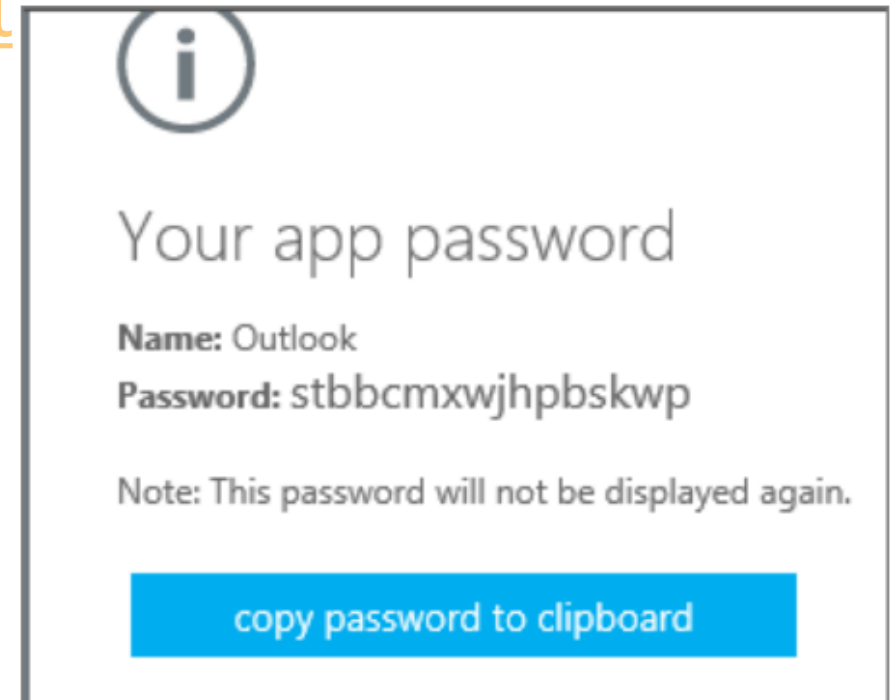 Your app password
Name: Outlook
Password: stbbcmxwjhpbskwp
Note: This password will not be displayed again.
copy password to clipboard